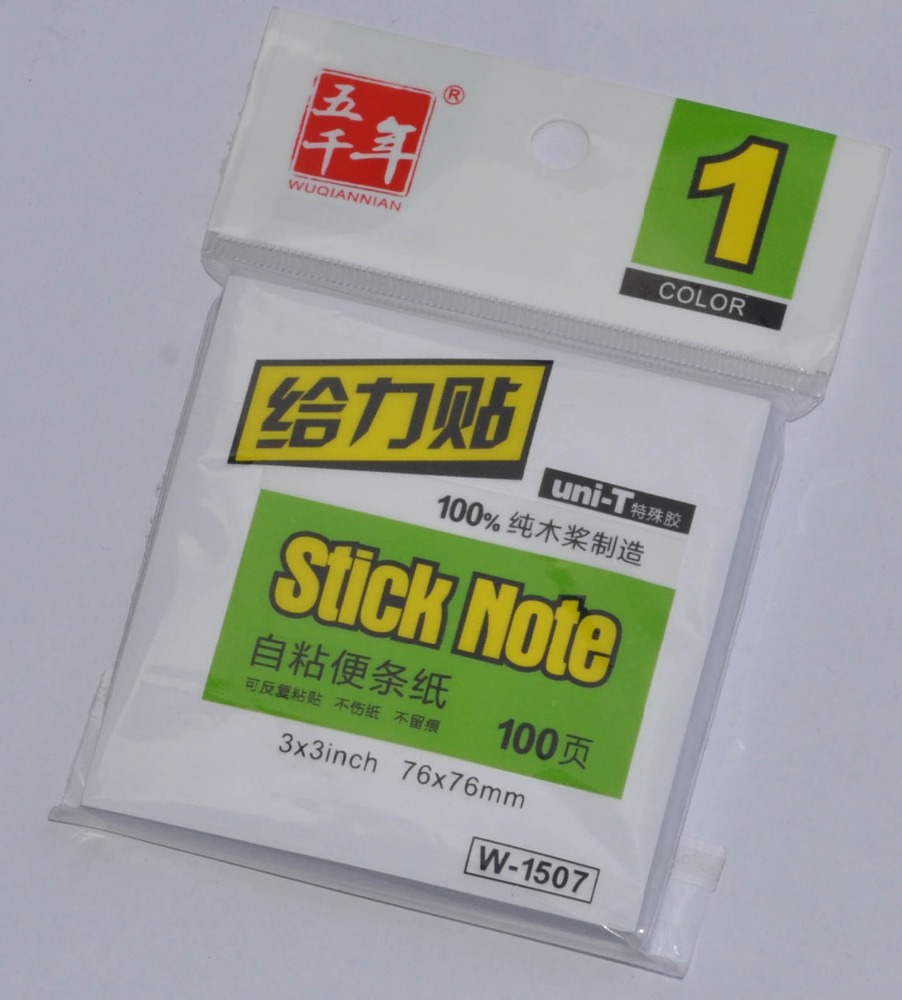 五
千年
®
WUQIANNIAN
1
COLOR
给力贴
uni-T特殊胶
100% 纯木桨制造
Stick Note
自粘便条纸
可反复粘贴 不伤纸 不留痕
100页
3x3inch 76x76mm
W-1507